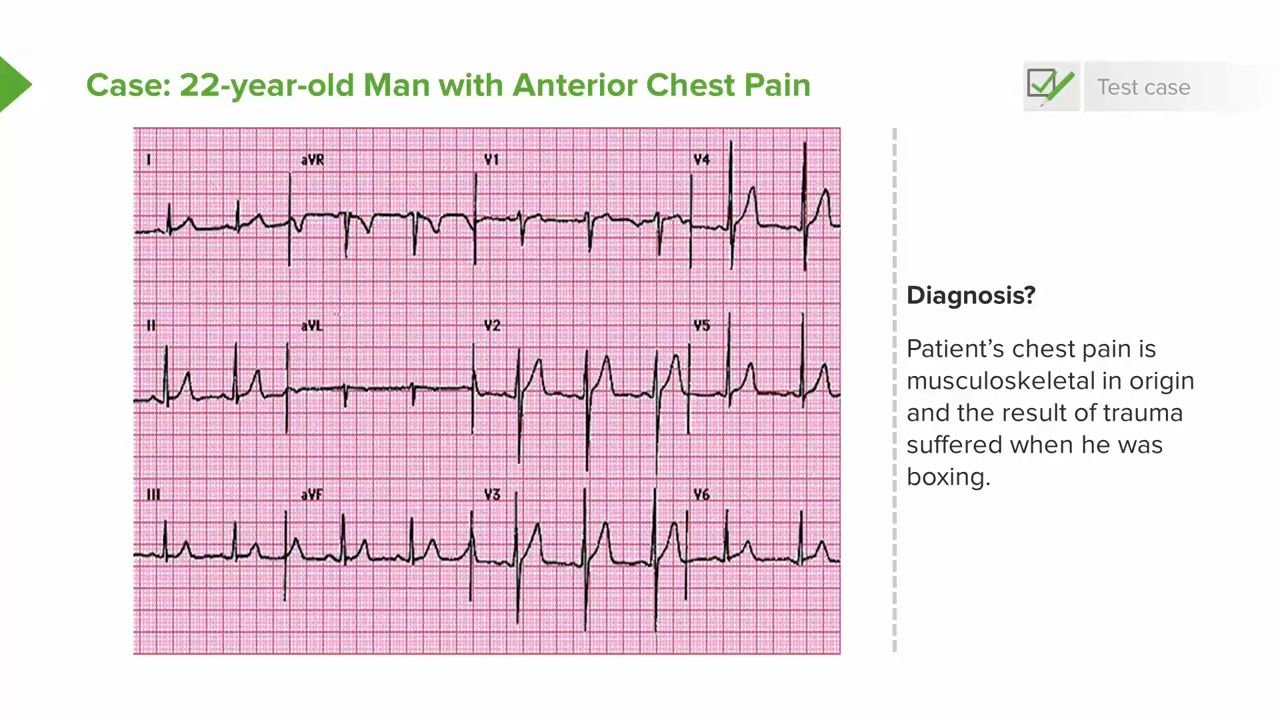 Case: 22-year-old Man with Anterior Chest Pain
Test case
I
aVR
V1
V4
II
aVL
V2
V5
III
aVF
V3
V6
Diagnosis?
Patient’s chest pain is
musculoskeletal in origin
and the result of trauma
suffered when he was
boxing.